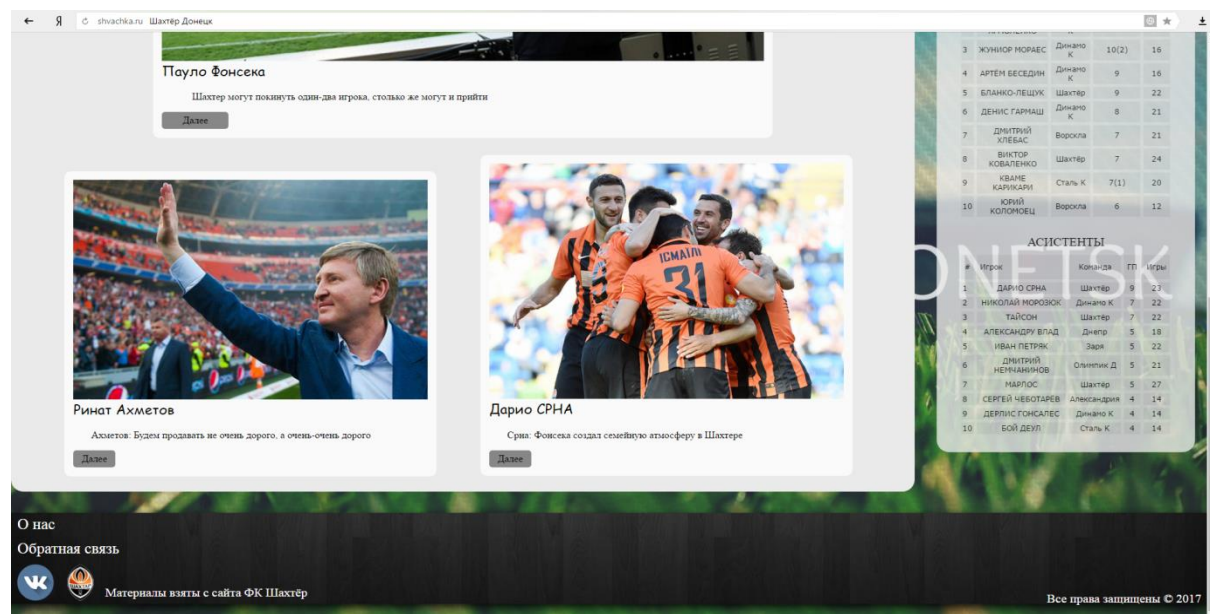 shvachka.ru Шахтёр Донецк
Пауло Фонсека
Шахтер могут покинуть один-два игрока, столько же могут и прийти
Далее
Ринат Ахметов
Ахметов: Будем продавать не очень дорого, а очень-очень дорого
Далее
ІСМАІЛІ
31
Дарио СРНА
Срна: Фонсека создал семейную атмосферу в Шахтере
Далее
3 ЖУНИОР МОРАЕС Динамо К 10(2) 16
4 АРТЁМ БЕСЕДИН Динамо К 9 16
5 БЛАНКО-ЛЕЩУК Шахтёр 9 22
6 ДЕНИС ГАРМАШ Динамо К 8 21
7 ДМИТРИЙ ХЛЁБАС Ворскла 7 21
8 ВИКТОР КОВАЛЕНКО Шахтёр 7 24
9 КВАМЕ КАРИКАРИ Сталь К 7(1) 20
10 ЮРИЙ КОЛОМОЕЦ Ворскла 6 12
АСИСТЕНТЫ
# Игрок Команда ГП Игры
1 ДАРИО СРНА Шахтёр 9 23
2 НИКОЛАЙ МОРОЗЮК Динамо К 7 22
3 ТАЙСОН Шахтёр 7 22
4 АЛЕКСАНДРУ ВЛАД Днепр 5 18
5 ИВАН ПЕТРЯК Заря 5 22
6 ДМИТРИЙ НЕМЧАНИНОВ Олимпик Д 5 21
7 МАРЛОС Шахтёр 5 27
8 СЕРГЕЙ ЧЕБОТАРЁВ Александрия 4 14
9 ДЕРЛИС ГОНСАЛЕС Динамо К 4 14
10 БОЙ ДЕУЛ Сталь К 4 14
DONETSK
О нас
Обратная связь
Материалы взяты с сайта ФК Шахтёр
Все права защищены © 2017